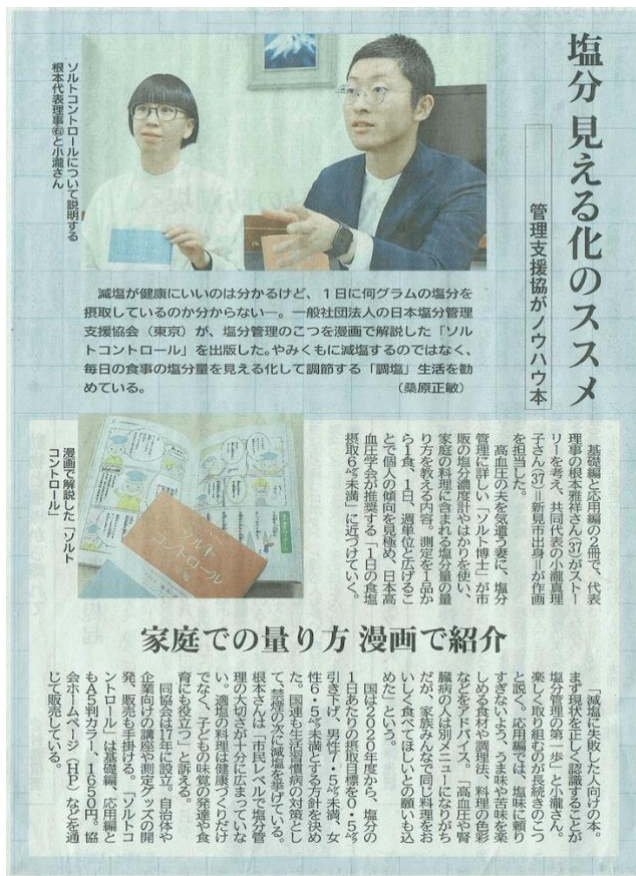 塩分 見える化のススメ
管理支援協がノウハウ本
ソルトコントロールについて説明する
根本代表理事㊨と小瀧さん
減塩が健康にいいのは分かるけど、１日に何グラムの塩分を
摂取しているのか分からない―。一般社団法人の日本塩分管理
支援協会（東京）が、塩分管理のこつを漫画で解説した「ソル
トコントロール」を出版した。やみくもに減塩するのではなく、
毎日の食事の塩分量を見える化して調節する「調塩」生活を勧
めている。（桑原正敏）
基礎編と応用編の２冊で、代表
理事の根本雅祥さん(37)がストー
リーを考え、共同代表の小瀧真理
子さん(37)＝新見市出身＝が作画
を担当した。
高血圧の夫を気遣う妻に、塩分
管理に詳しい「ソルト博士」が市
販の塩分濃度計やはかりを使い、
家庭の料理に含まれる塩分量の量
り方を教える内容。測定を１品か
ら１食、１日、週単位と広げるこ
とで個人の傾向を見極め、日本高
血圧学会が推奨する「１日の食塩
摂取６㌘未満」に近づけていく。
ソルト
コントロール
漫画で解説した「ソルト
コントロール」
家庭での量り方 漫画で紹介
「減塩に失敗した人向けの本。
まず現状を正しく認識することが
塩分管理の第一歩」と小瀧さん。
楽しく取り組むのが長続きのこつ
と説く。応用編では、塩味に頼り
すぎないよう、うま味や苦味を楽
しめる食材や調理法、料理の色彩
などをアドバイス。「高血圧や腎
臓病の人は別メニューになりがち
だが、家族みんなで同じ料理をお
いしく食べてほしいとの願いも込
めた」という。
国は２０２０年度から、塩分の
１日あたりの摂取目標を０・５㌘
引き下げ、男性７・５㌘未満、女
性６・５㌘未満とする方針を決め
た。国連も生活習慣病の対策とし
て、禁煙の次に減塩を挙げている。
根本さんは「市民レベルで塩分管
理の大切さが十分に広まっていな
い。適塩の料理は健康づくりだけ
でなく、子どもの味覚の発達や食
育にも役立つ」と訴える。
同協会は17年に設立。自治体や
企業向けの講座や測定グッズの開
発、販売も手掛ける。「ソルトコ
ントロール」は基礎編、応用編と
もＡ５判カラー、１６５０円。協
会ホームページ（ＨＰ）などを通
じて販売している。